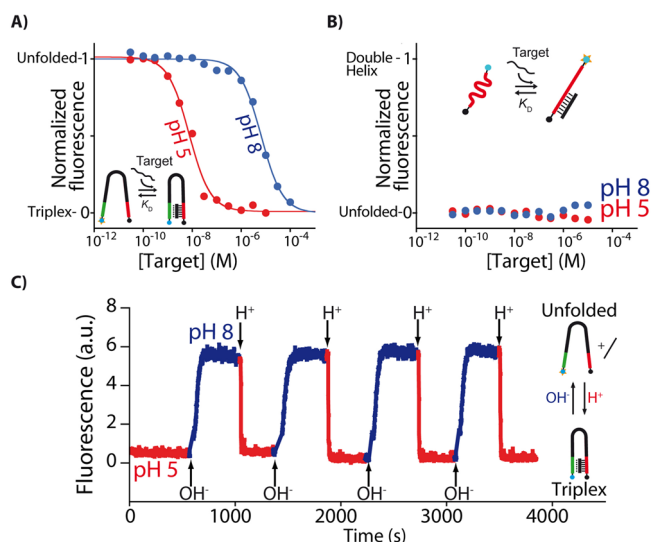 A)
Unfolded-1
Normalized
fluorescence
pH 5
pH 8
Target
K_D
Triplex- 0
10⁻¹² 10⁻¹⁰ 10⁻⁸ 10⁻⁶ 10⁻⁴
[Target] (M)
B)
Double - 1
Helix
Normalized
fluorescence
Target
K_D
pH 8
pH 5
Unfolded-0
10⁻¹² 10⁻¹⁰ 10⁻⁸ 10⁻⁶ 10⁻⁴
[Target] (M)
C)
Fluorescence (a.u.)
8
6
4
2
0
pH 8
H⁺ H⁺ H⁺ H⁺
pH 5
OH⁻ OH⁻ OH⁻ OH⁻
0 1000 2000 3000 4000
Time (s)
Unfolded
+/
OH⁻ H⁺
Triplex